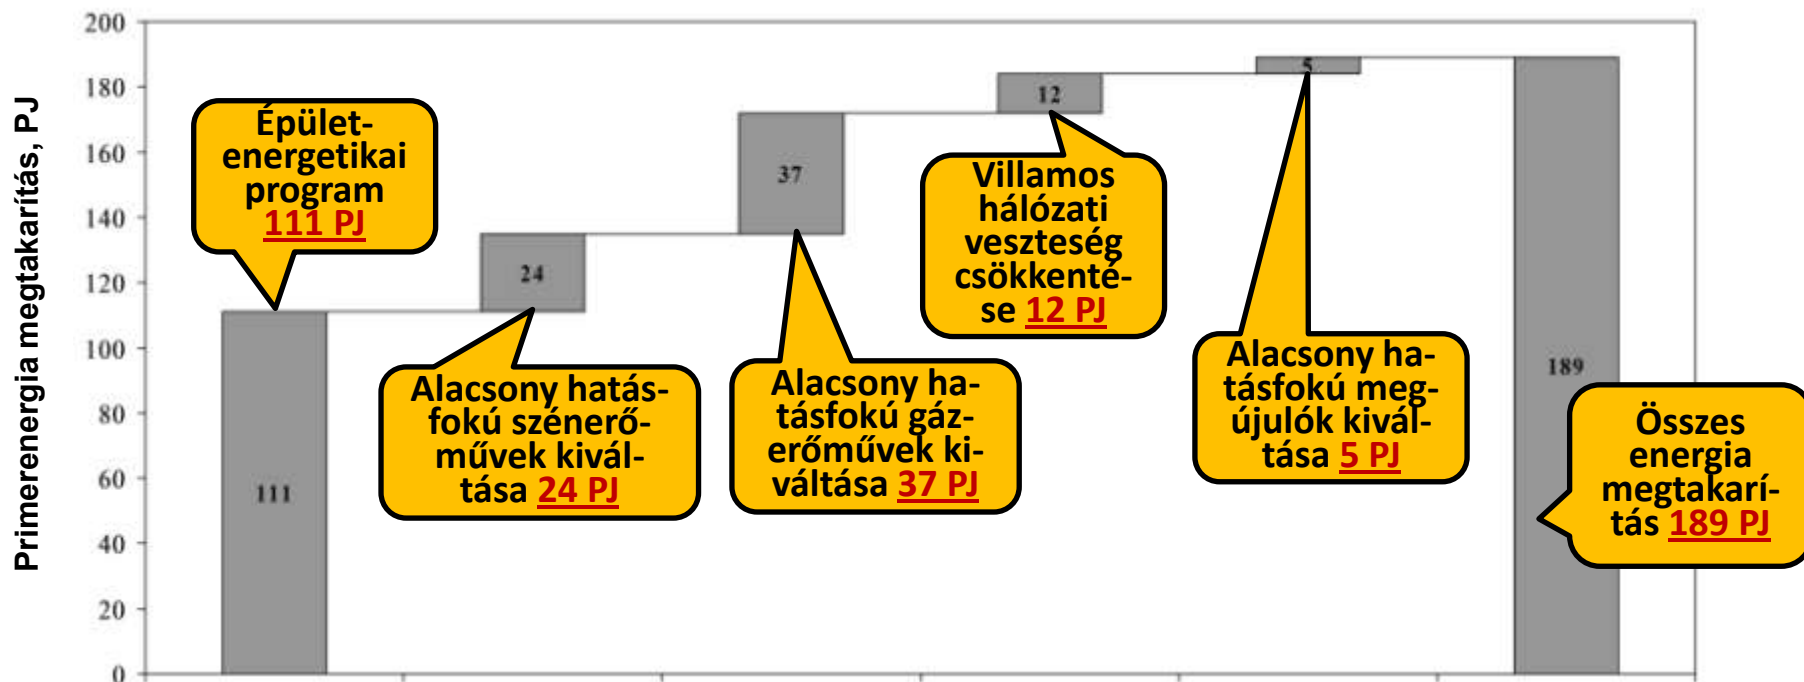 Primerenergia megtakarítás, PJ
200
180
160
140
120
100
80
60
40
20
0
111
24
37
12
5
189
Épület-
energetikai
program
111 PJ
Alacsony hatás-
fokú szénerő-
művek kivál-
tása 24 PJ
Alacsony ha-
tásfokú gáz-
erőművek ki-
váltása 37 PJ
Villamos
hálózati
veszteség
csökkenté-
se 12 PJ
Alacsony ha-
tásfokú meg-
újulók kivál-
tása 5 PJ
Összes
energia
megtakarí-
tás 189 PJ